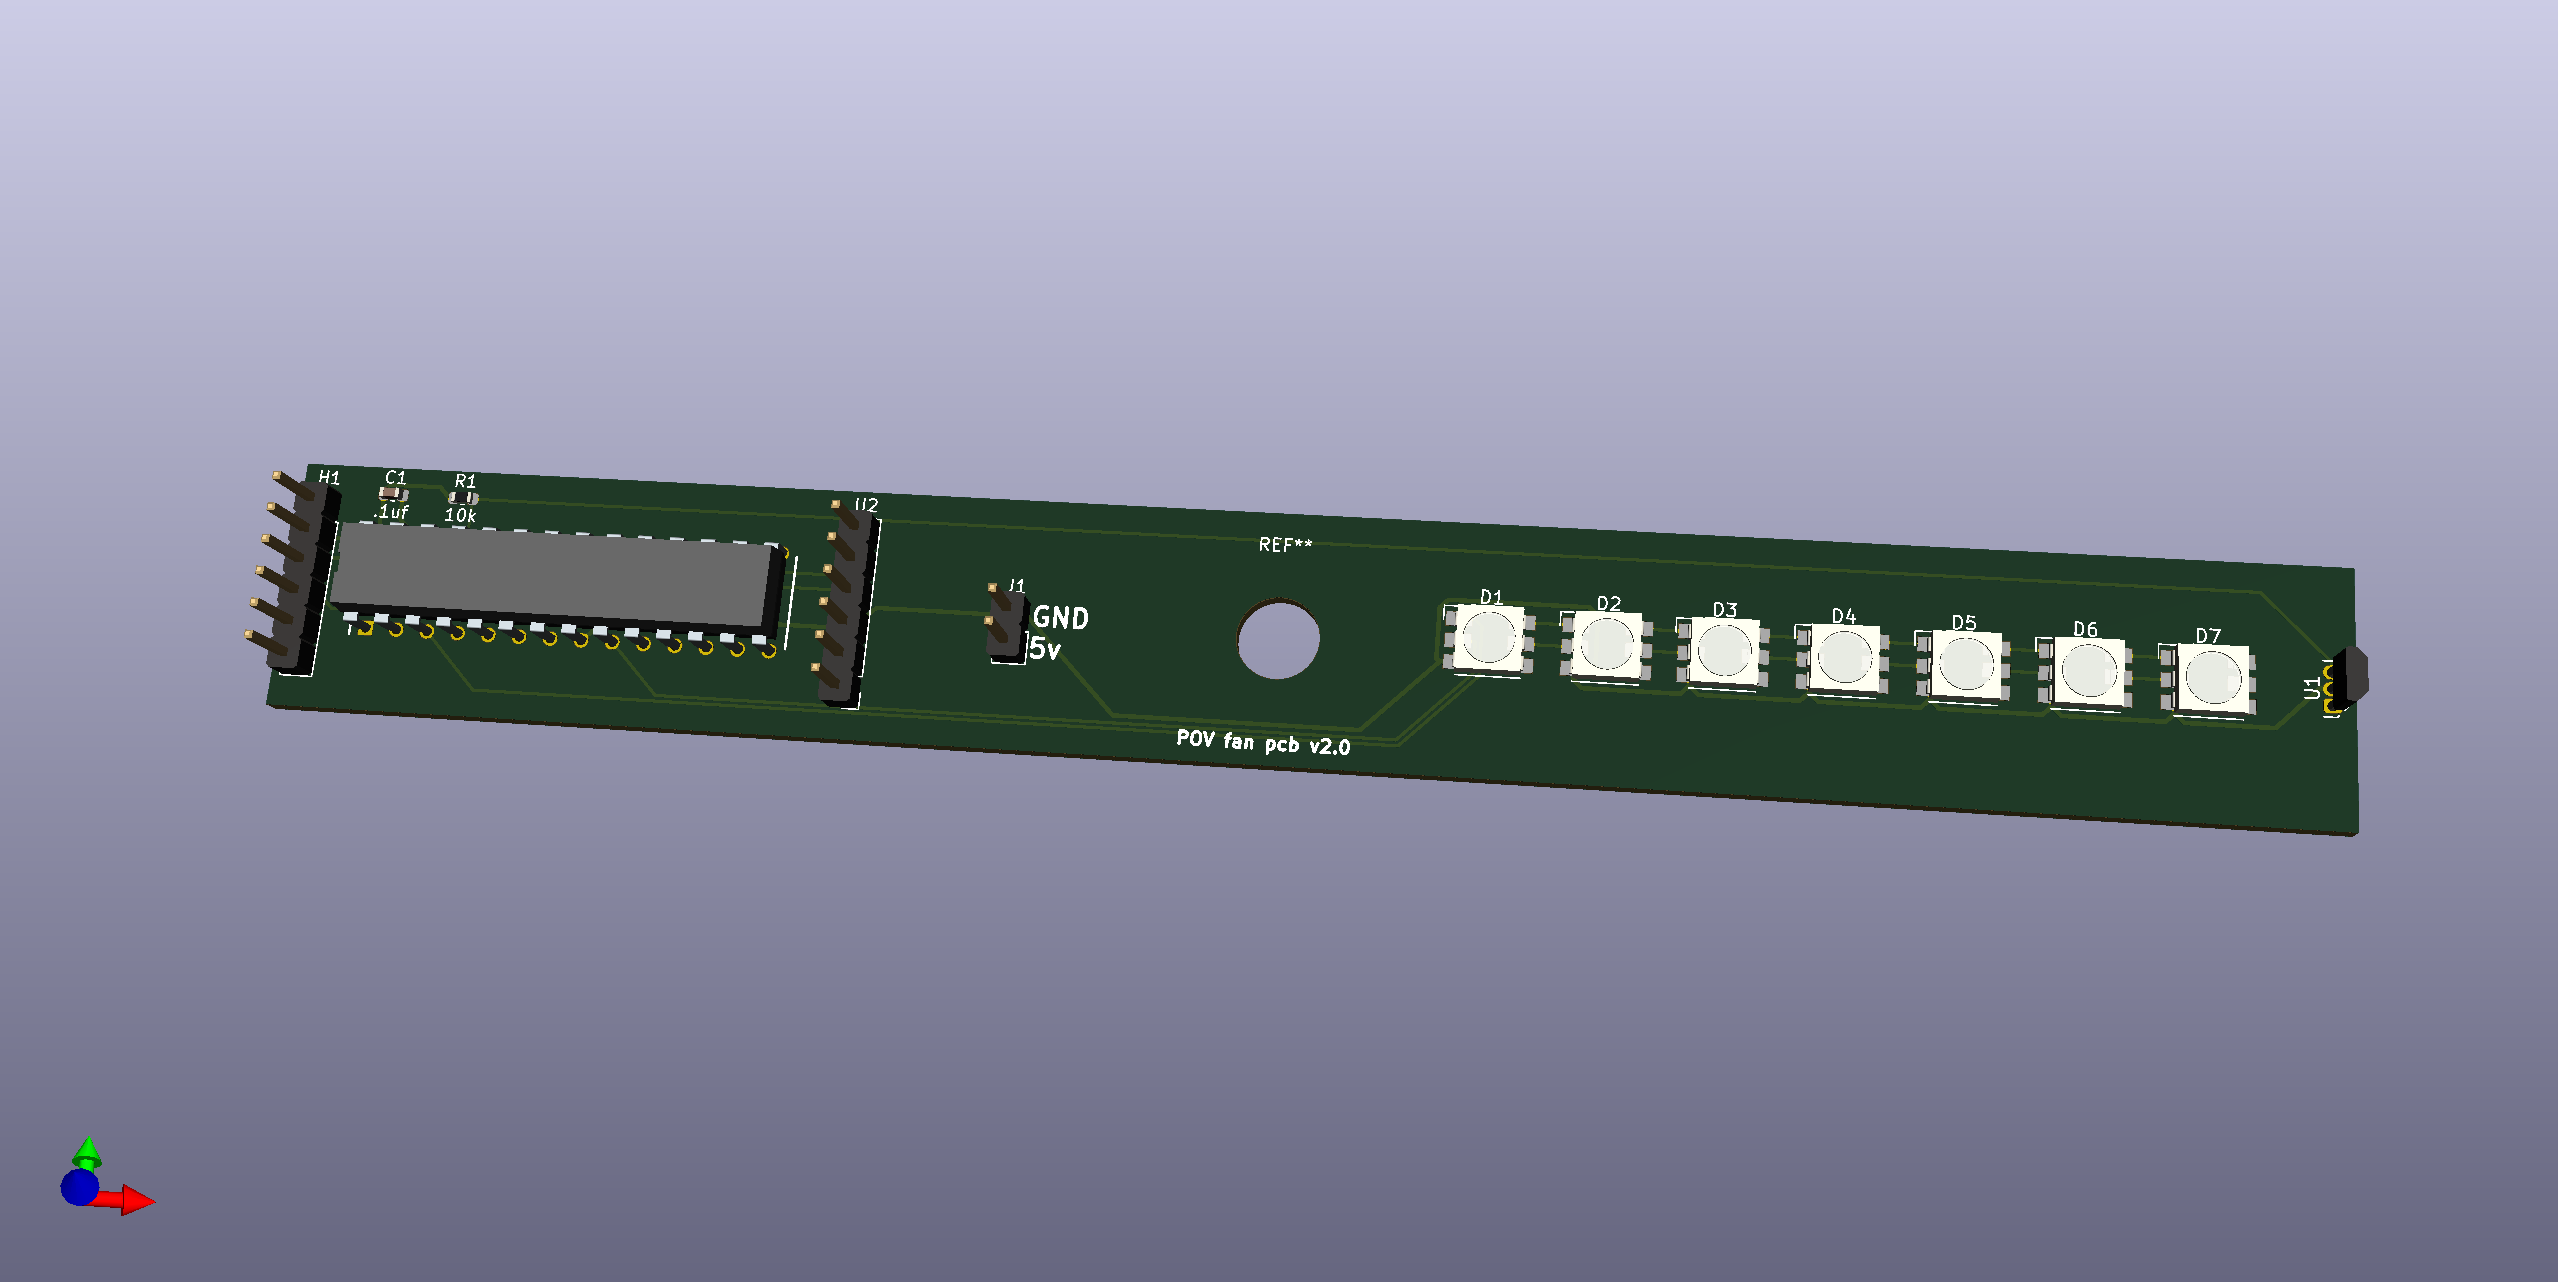 H1
C1
R1
.1uf
10k
U2
REF**
J1
GND
5v
D1
D2
D3
D4
D5
D6
D7
U1
POV fan pcb v2.0